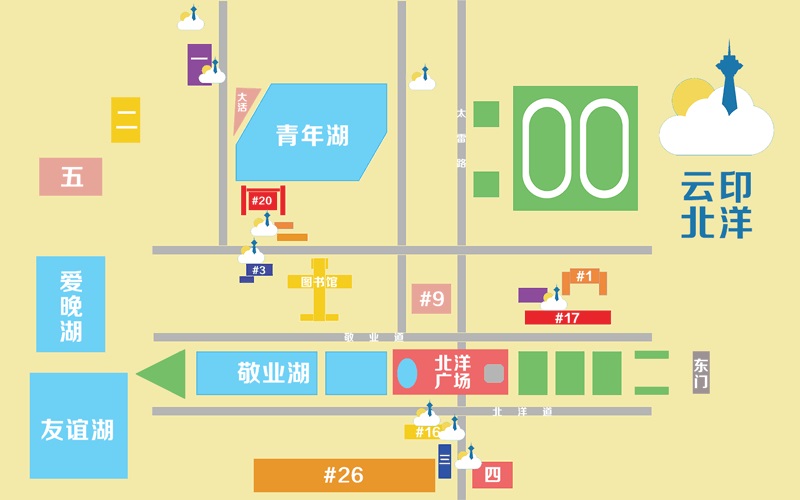 一
二
五
大活
青年湖
太雷路
云印
北洋
#20
#3
图书馆
#9
#1
#17
爱晚湖
敬业道
敬业湖
北洋
广场
东门
友谊湖
北洋道
#16
三
四
#26